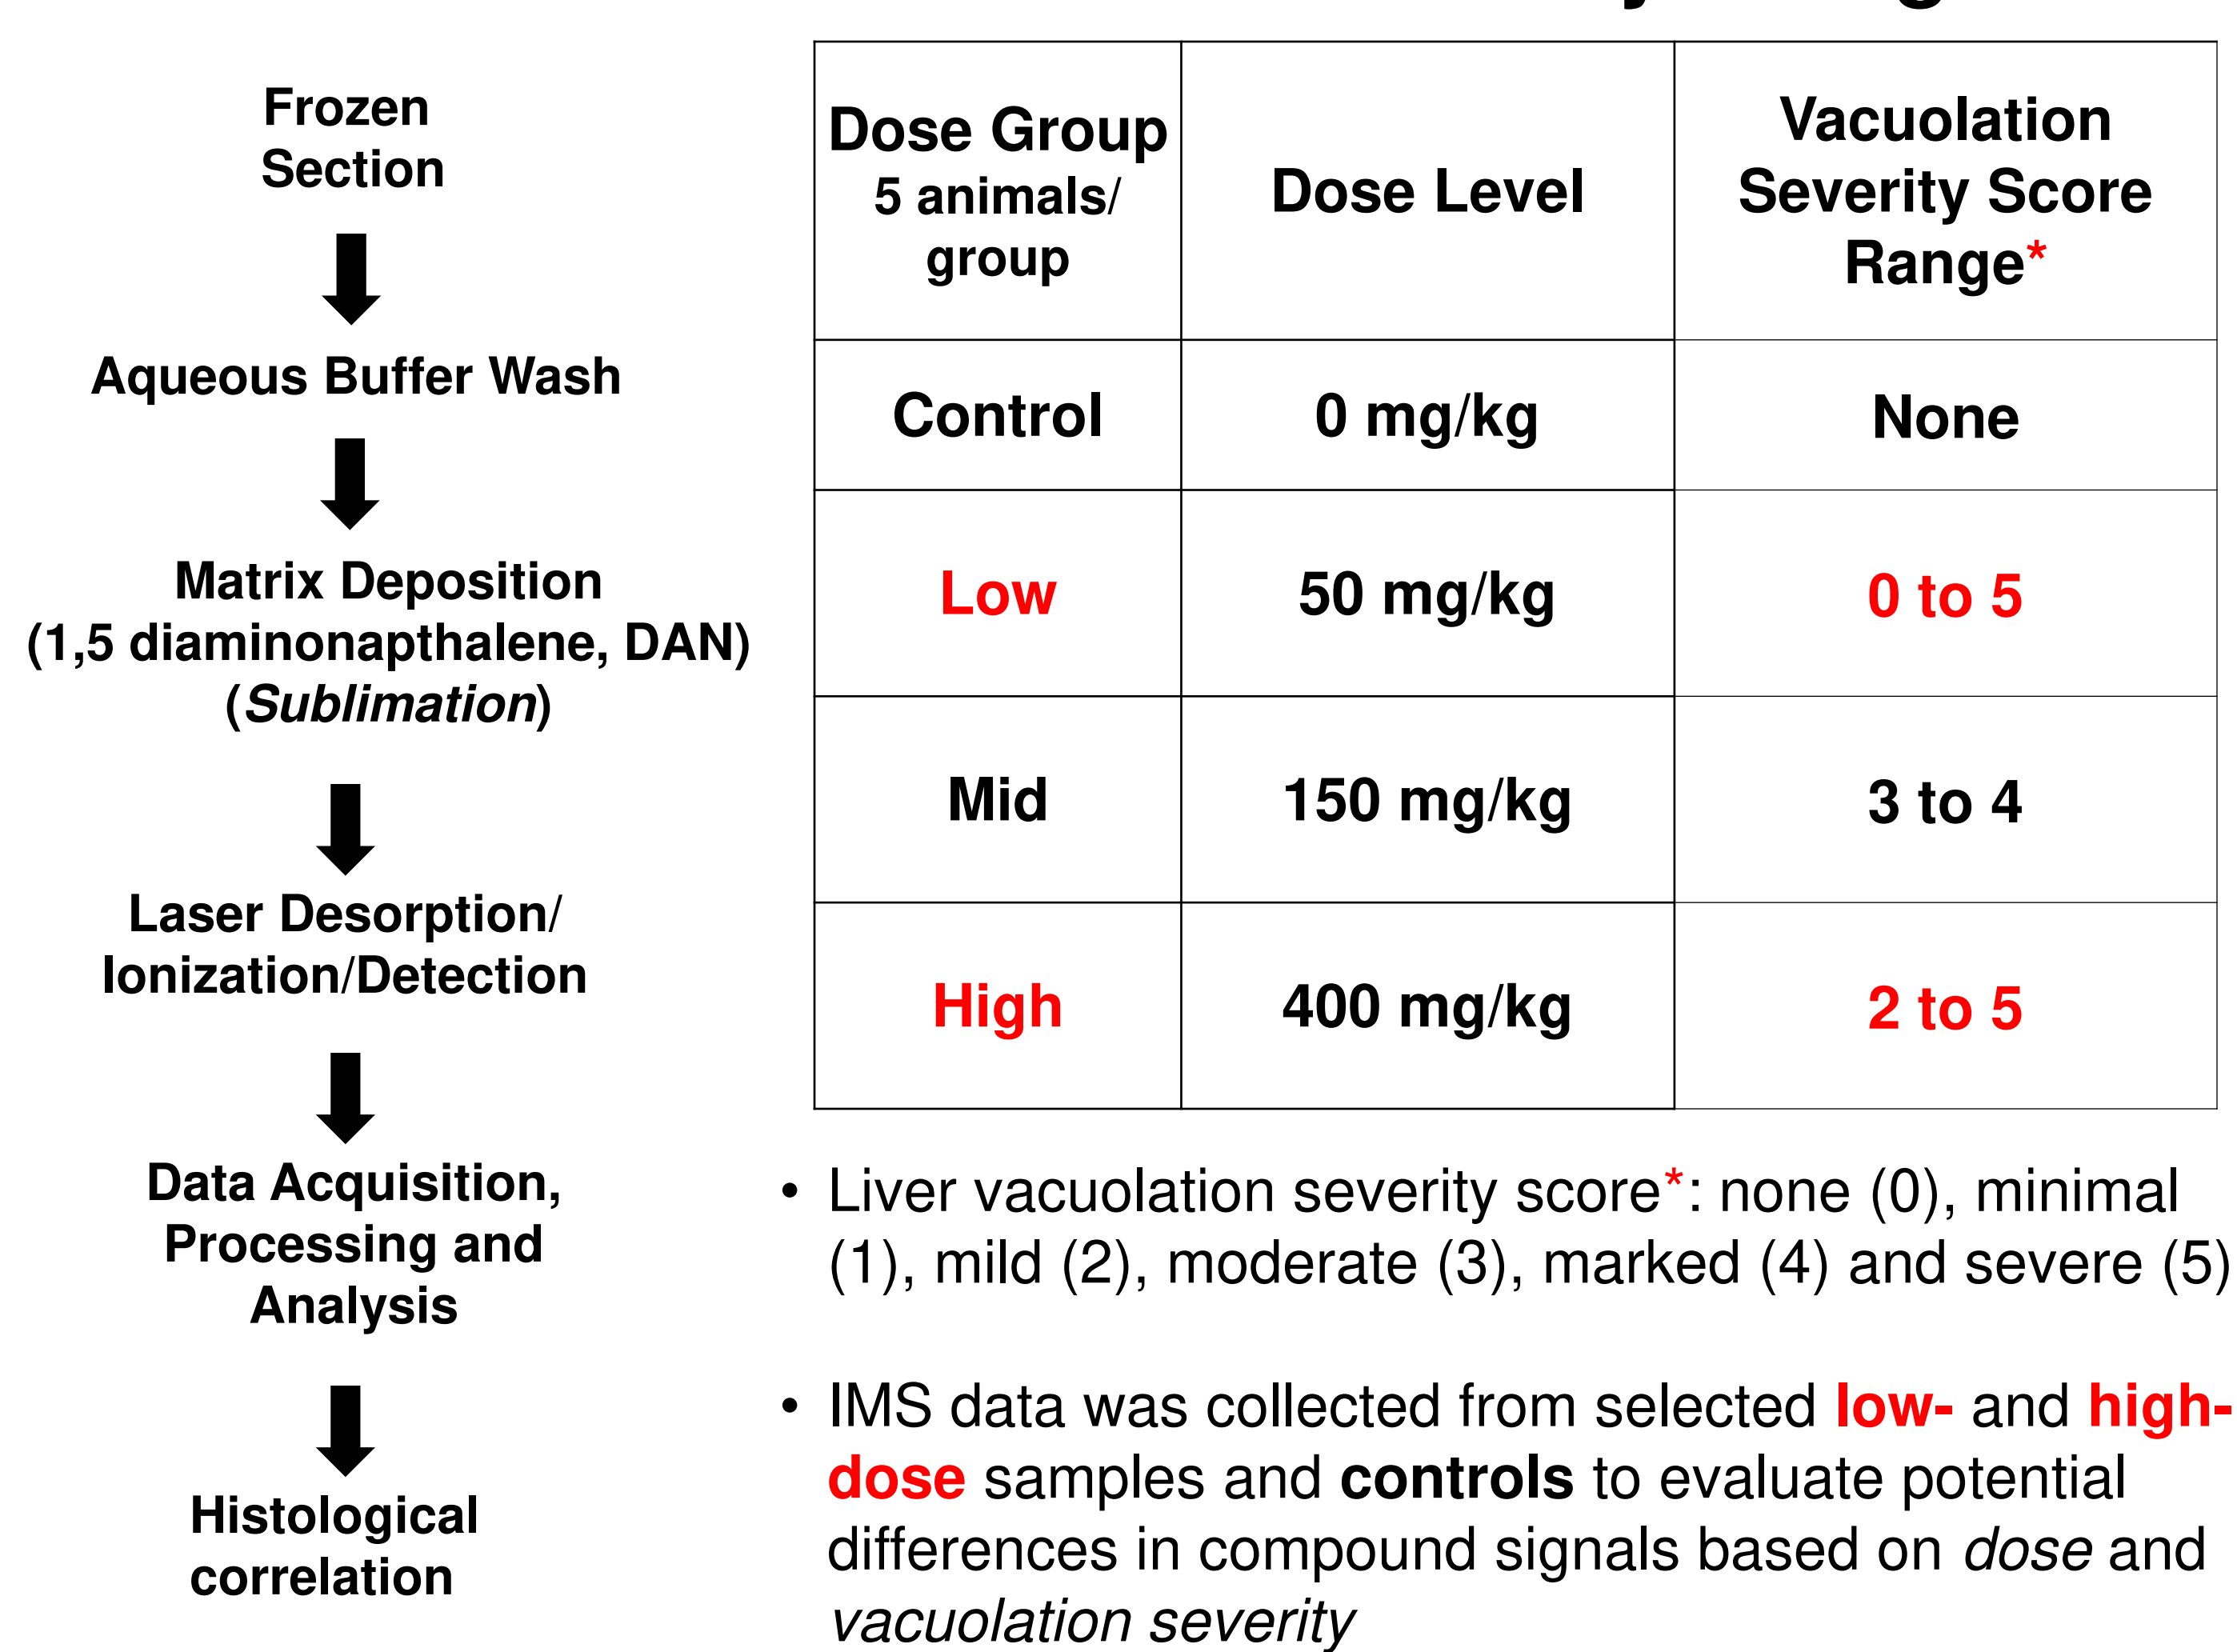 Frozen
Section
Aqueous Buffer Wash
Matrix Deposition
(1,5 diaminonapthalene, DAN)
(Sublimation)
Laser Desorption/
Ionization/Detection
Data Acquisition,
Processing and
Analysis
Histological
correlation
Dose Group
5 animals/
group
Dose Level
Vacuolation
Severity Score
Range*
Control
0 mg/kg
None
Low
50 mg/kg
0 to 5
Mid
150 mg/kg
3 to 4
High
400 mg/kg
2 to 5
• Liver vacuolation severity score*: none (0), minimal
(1), mild (2), moderate (3), marked (4) and severe (5)
• IMS data was collected from selected low- and high-
dose samples and controls to evaluate potential
differences in compound signals based on dose and
vacuolation severity